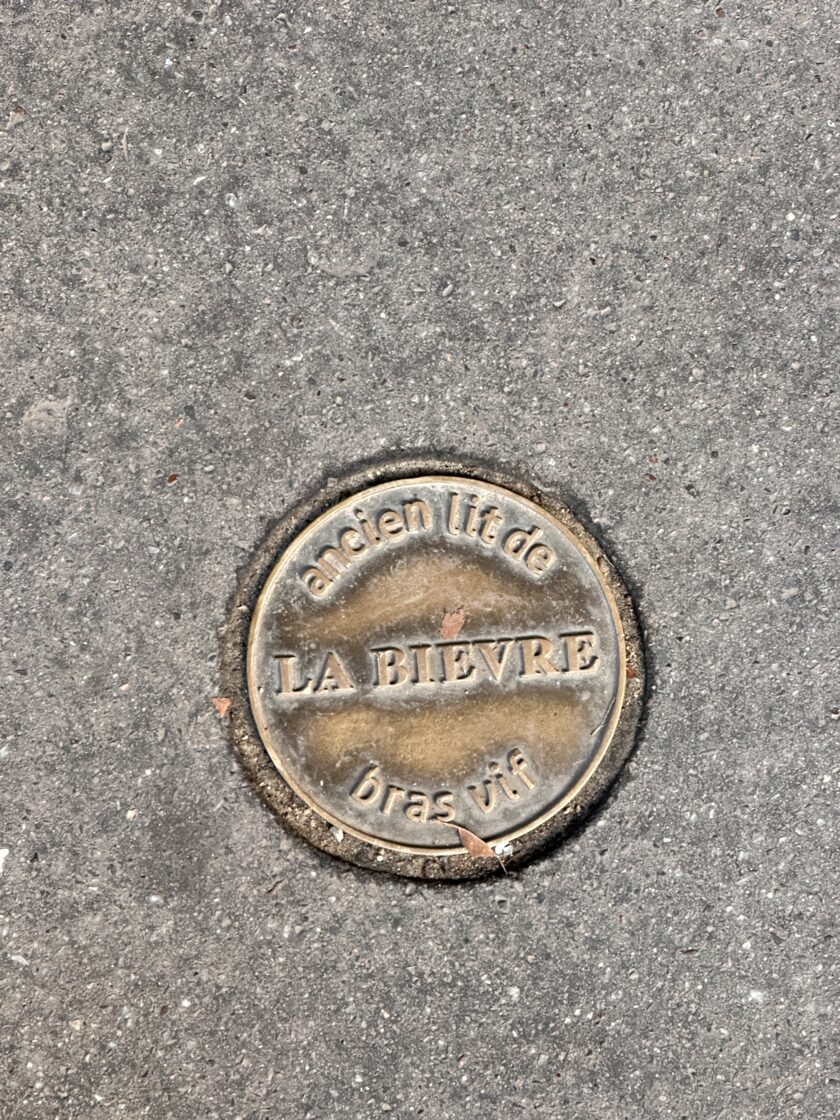 ancien lit de
LA BIEVRE
bras vif